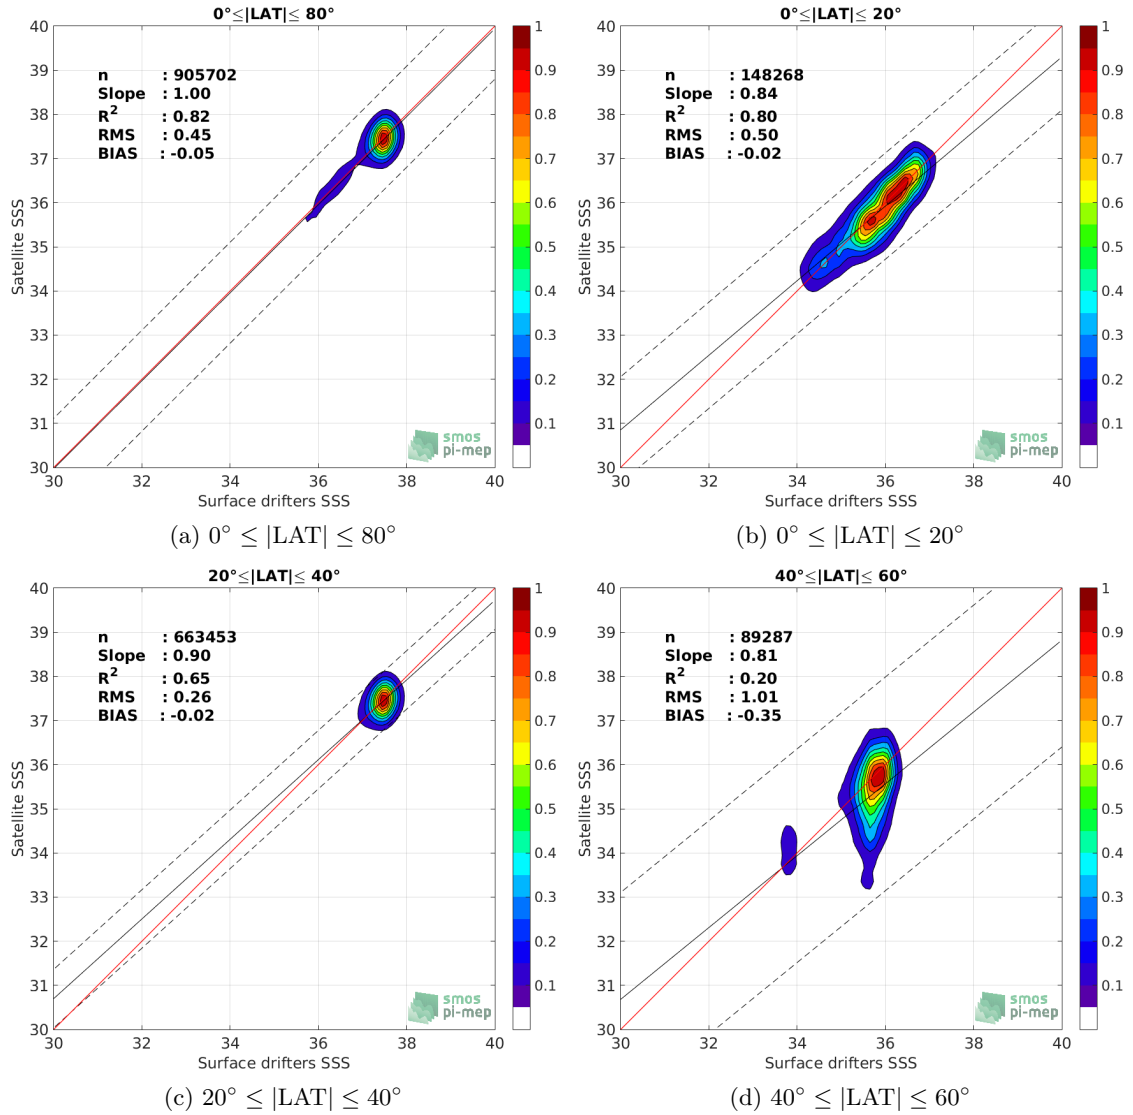 0°≤|LAT|≤ 80°
n : 905702
Slope : 1.00
R² : 0.82
RMS : 0.45
BIAS : -0.05
40
39
38
37
36
35
34
33
32
31
30
30 32 34 36 38 40
Satellite SSS
Surface drifters SSS
1
0.9
0.8
0.7
0.6
0.5
0.4
0.3
0.2
0.1
smos
pi-mep
(a) 0° ≤ |LAT| ≤ 80°
0°≤|LAT|≤ 20°
n : 148268
Slope : 0.84
R² : 0.80
RMS : 0.50
BIAS : -0.02
40
39
38
37
36
35
34
33
32
31
30
30 32 34 36 38 40
Satellite SSS
Surface drifters SSS
1
0.9
0.8
0.7
0.6
0.5
0.4
0.3
0.2
0.1
smos
pi-mep
(b) 0° ≤ |LAT| ≤ 20°
20°≤|LAT|≤ 40°
n : 663453
Slope : 0.90
R² : 0.65
RMS : 0.26
BIAS : -0.02
40
39
38
37
36
35
34
33
32
31
30
30 32 34 36 38 40
Satellite SSS
Surface drifters SSS
1
0.9
0.8
0.7
0.6
0.5
0.4
0.3
0.2
0.1
smos
pi-mep
(c) 20° ≤ |LAT| ≤ 40°
40°≤|LAT|≤ 60°
n : 89287
Slope : 0.81
R² : 0.20
RMS : 1.01
BIAS : -0.35
40
39
38
37
36
35
34
33
32
31
30
30 32 34 36 38 40
Satellite SSS
Surface drifters SSS
1
0.9
0.8
0.7
0.6
0.5
0.4
0.3
0.2
0.1
smos
pi-mep
(d) 40° ≤ |LAT| ≤ 60°